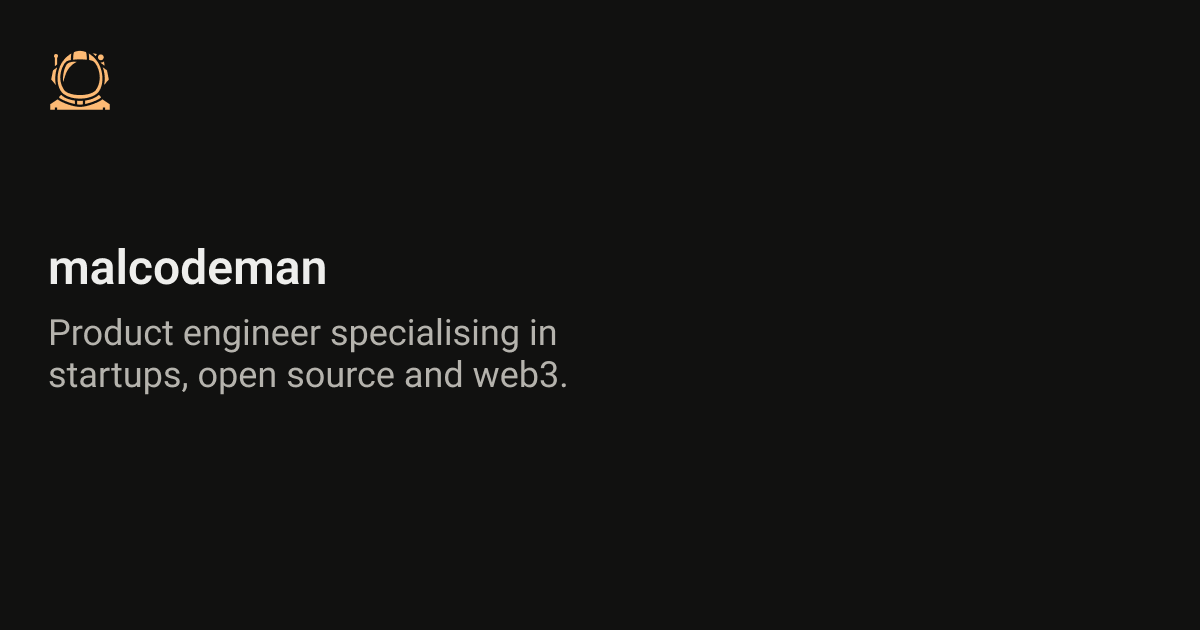 malcodeman
Product engineer specialising in
startups, open source and web3.